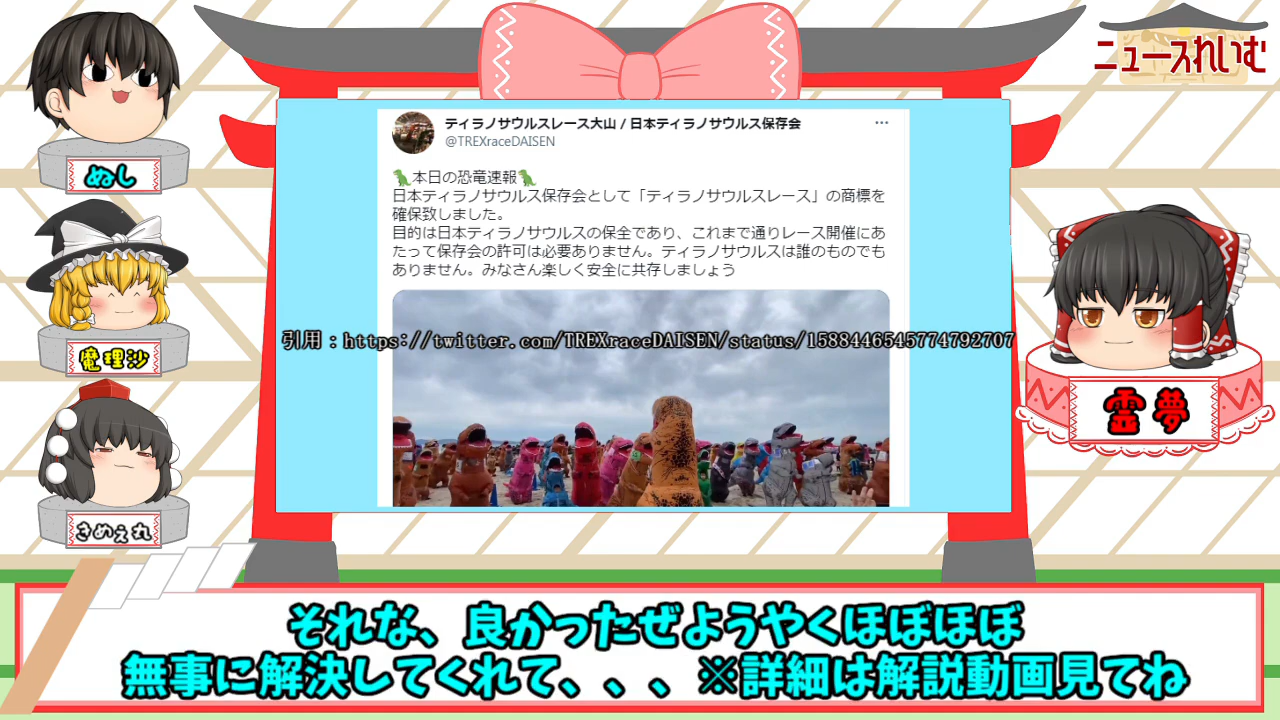 ニュースれいむ
ティラノサウルスレース大山 / 日本ティラノサウルス保存会
@TREXraceDAISEN
🦖本日の恐竜速報🦖
日本ティラノサウルス保存会として「ティラノサウルスレース」の商標を
確保致しました。
目的は日本ティラノサウルスの保全であり、これまで通りレース開催にあ
たって保存会の許可は必要ありません。ティラノサウルスは誰のものでも
ありません。みなさん楽しく安全に共存しましょう
引用：https://twitter.com/TREXraceDAISEN/status/1588446545774792707
ぬし
魔理沙
きめぇ丸
霊夢
それな、良かったぜようやくほぼほぼ
無事に解決してくれて、、、※詳細は解説動画見てね